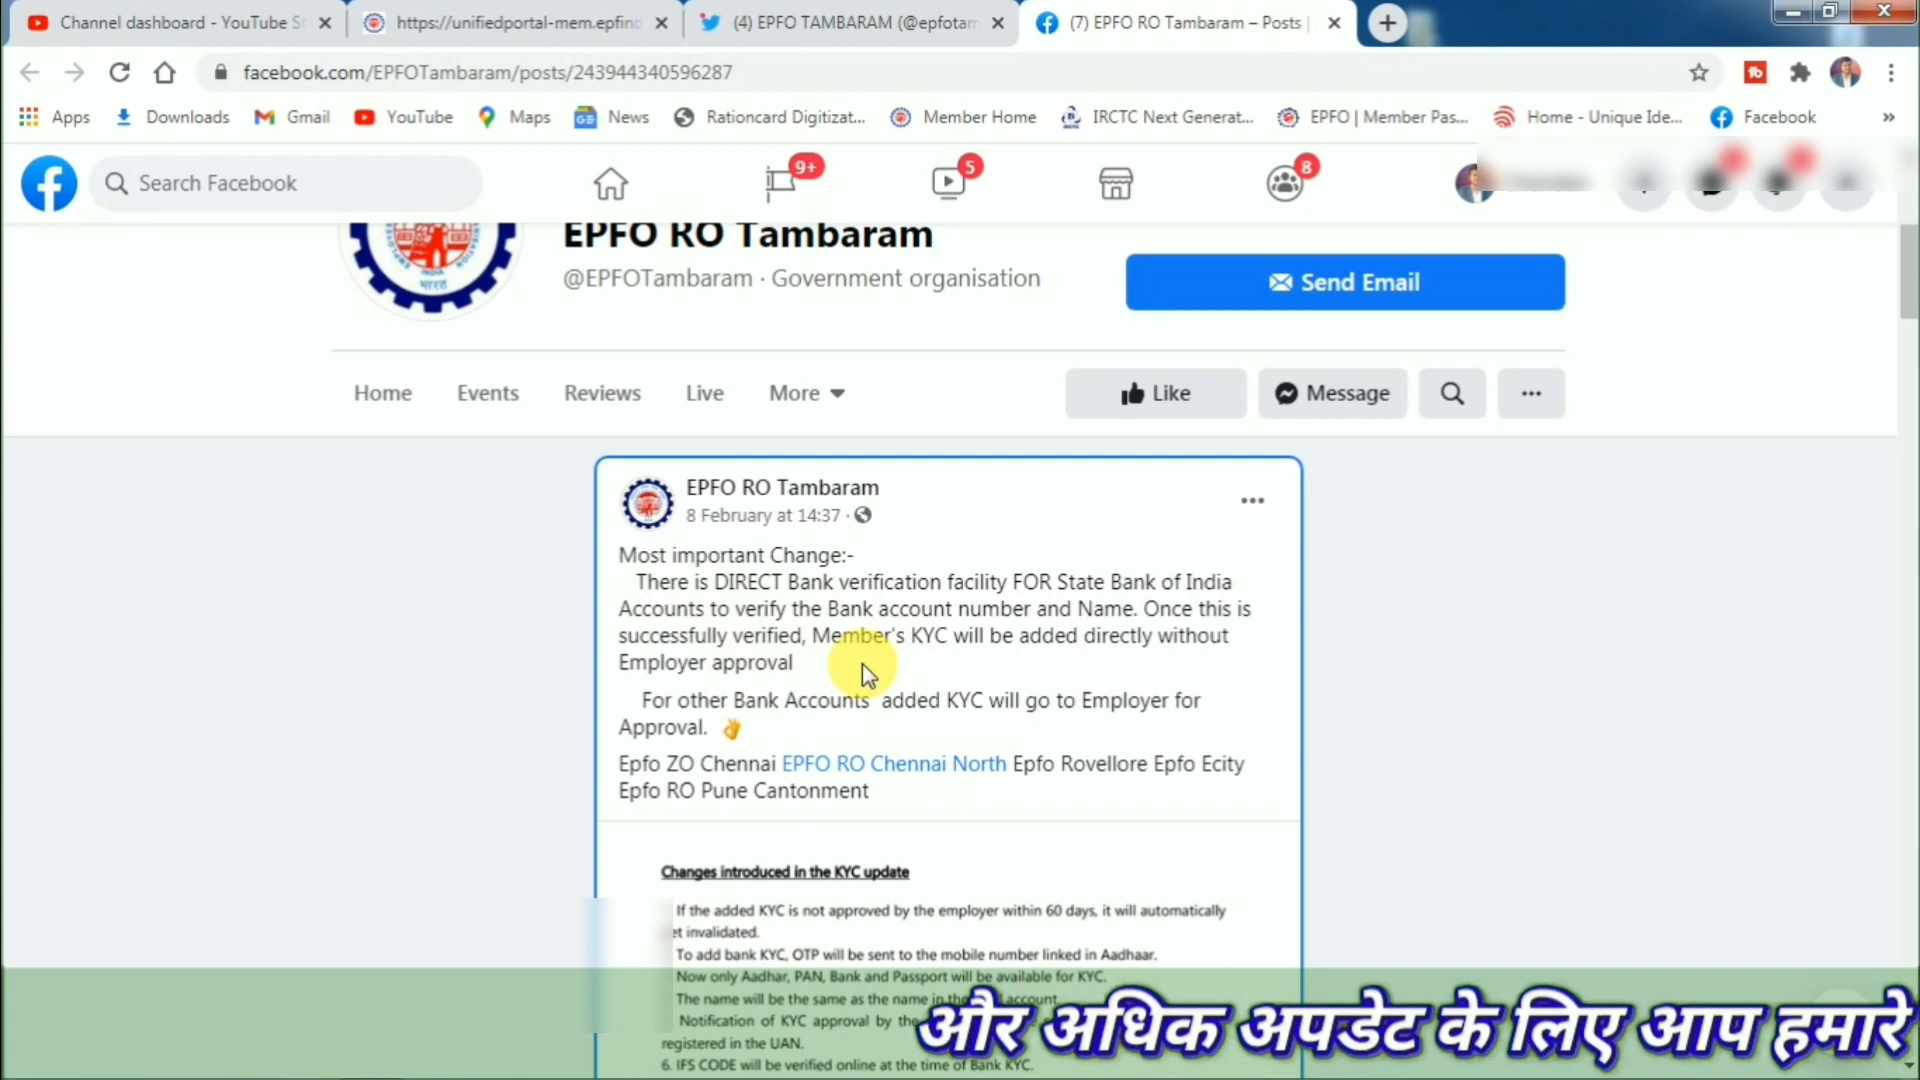 Channel dashboard - YouTube St
https://unifiedportal-mem.epfind
(4) EPFO TAMBARAM (@epfotam
(7) EPFO RO Tambaram – Posts |
facebook.com/EPFOTambaram/posts/243944340596287
Apps Downloads Gmail YouTube Maps News Rationcard Digitizat... Member Home IRCTC Next Generat... EPFO | Member Pas... Home - Unique Ide... Facebook »
Search Facebook
9+ 5 8
EPFO RO Tambaram
@EPFOTambaram · Government organisation
Send Email
Home Events Reviews Live More Like Message
EPFO RO Tambaram
8 February at 14:37 ·
Most important Change:-
There is DIRECT Bank verification facility FOR State Bank of India
Accounts to verify the Bank account number and Name. Once this is
successfully verified, Member's KYC will be added directly without
Employer approval
For other Bank Accounts added KYC will go to Employer for
Approval. 👌
Epfo ZO Chennai EPFO RO Chennai North Epfo Rovellore Epfo Ecity
Epfo RO Pune Cantonment
Changes introduced in the KYC update
If the added KYC is not approved by the employer within 60 days, it will automatically
et invalidated.
To add bank KYC, OTP will be sent to the mobile number linked in Aadhaar.
Now only Aadhar, PAN, Bank and Passport will be available for KYC.
The name will be the same as the name in the account.
Notification of KYC approval by the
registered in the UAN.
6. IFS CODE will be verified online at the time of Bank KYC.
और अधिक अपडेट के लिए आप हमारे